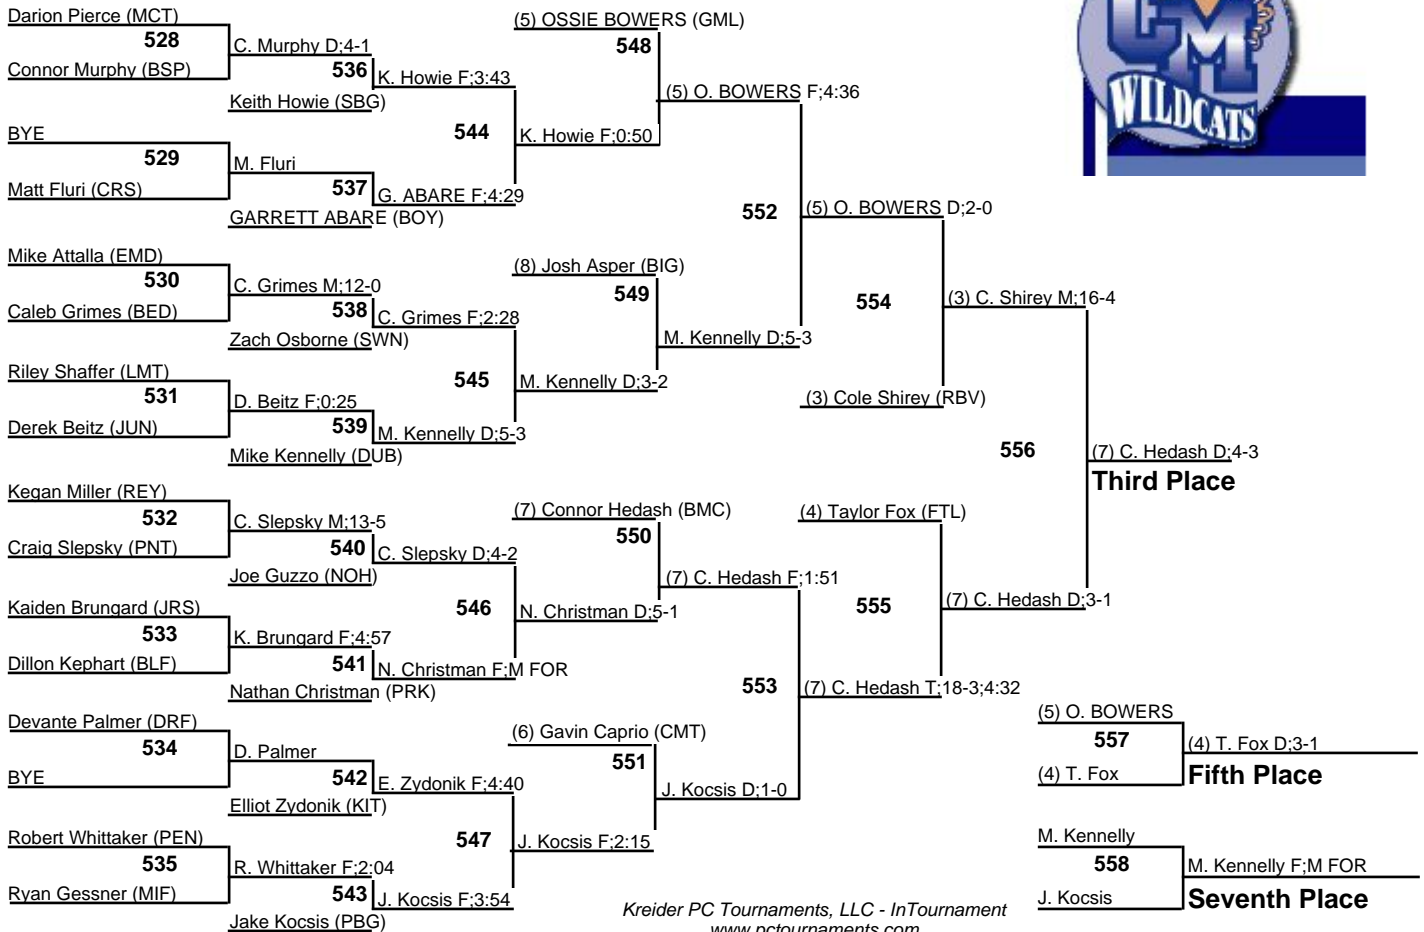 Darion Pierce (MCT)
528
Connor Murphy (BSP)
C. Murphy D;4-1
536
Keith Howie (SBG)
K. Howie F;3:43
BYE
529
Matt Fluri (CRS)
M. Fluri
537
GARRETT ABARE (BOY)
G. ABARE F;4:29
544
K. Howie F;0:50
(5) OSSIE BOWERS (GML)
548
(5) O. BOWERS F;4:36
Mike Attalla (EMD)
530
Caleb Grimes (BED)
C. Grimes M;12-0
538
Zach Osborne (SWN)
C. Grimes F;2:28
Riley Shaffer (LMT)
531
Derek Beitz (JUN)
D. Beitz F;0:25
539
Mike Kennelly (DUB)
M. Kennelly D;5-3
545
M. Kennelly D;3-2
(8) Josh Asper (BIG)
549
M. Kennelly D;5-3
552
(5) O. BOWERS D;2-0
554
(3) Cole Shirey (RBV)
(3) C. Shirey M;16-4
Kegan Miller (REY)
532
Craig Slepsky (PNT)
C. Slepsky M;13-5
540
Joe Guzzo (NOH)
C. Slepsky D;4-2
Kaiden Brungard (JRS)
533
Dillon Kephart (BLF)
K. Brungard F;4:57
541
Nathan Christman (PRK)
N. Christman F;M FOR
546
N. Christman D;5-1
(7) Connor Hedash (BMC)
550
(7) C. Hedash F;1:51
Devante Palmer (DRF)
534
BYE
D. Palmer
542
Elliot Zydonik (KIT)
E. Zydonik F;4:40
Robert Whittaker (PEN)
535
Ryan Gessner (MIF)
R. Whittaker F;2:04
543
Jake Kocsis (PBG)
J. Kocsis F;3:54
547
J. Kocsis F;2:15
(6) Gavin Caprio (CMT)
551
J. Kocsis D;1-0
553
(7) C. Hedash T;18-3;4:32
(4) Taylor Fox (FTL)
555
(7) C. Hedash D;3-1
556
(7) C. Hedash D;4-3
Third Place
(5) O. BOWERS
557
(4) T. Fox
(4) T. Fox D;3-1
Fifth Place
M. Kennelly
558
J. Kocsis
M. Kennelly F;M FOR
Seventh Place
CM
WILDCATS
Kreider PC Tournaments, LLC - InTournament
www.pctournaments.com